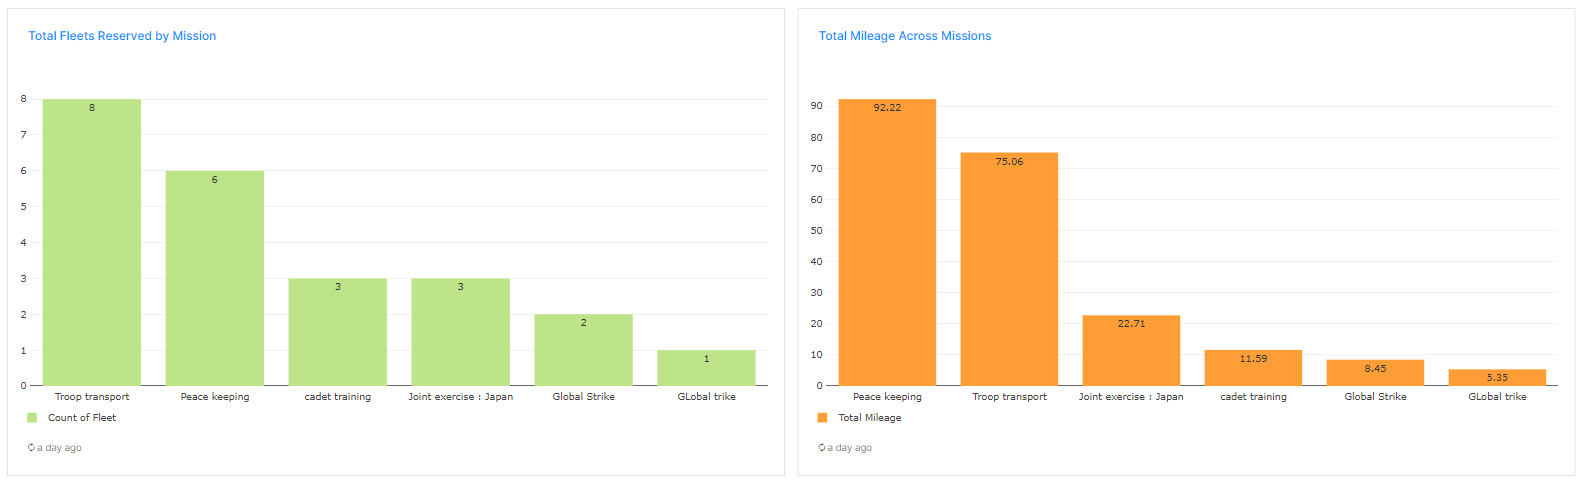 Total Fleets Reserved by Mission
8
7
6
5
4
3
2
1
0
8
6
3
3
2
1
Troop transport
Peace keeping
cadet training
Joint exercise : Japan
Global Strike
GLobal trike
Count of Fleet
a day ago
Total Mileage Across Missions
90
80
70
60
50
40
30
20
10
0
92.22
75.06
22.71
11.59
8.45
5.35
Peace keeping
Troop transport
Joint exercise : Japan
cadet training
Global Strike
GLobal trike
Total Mileage
a day ago